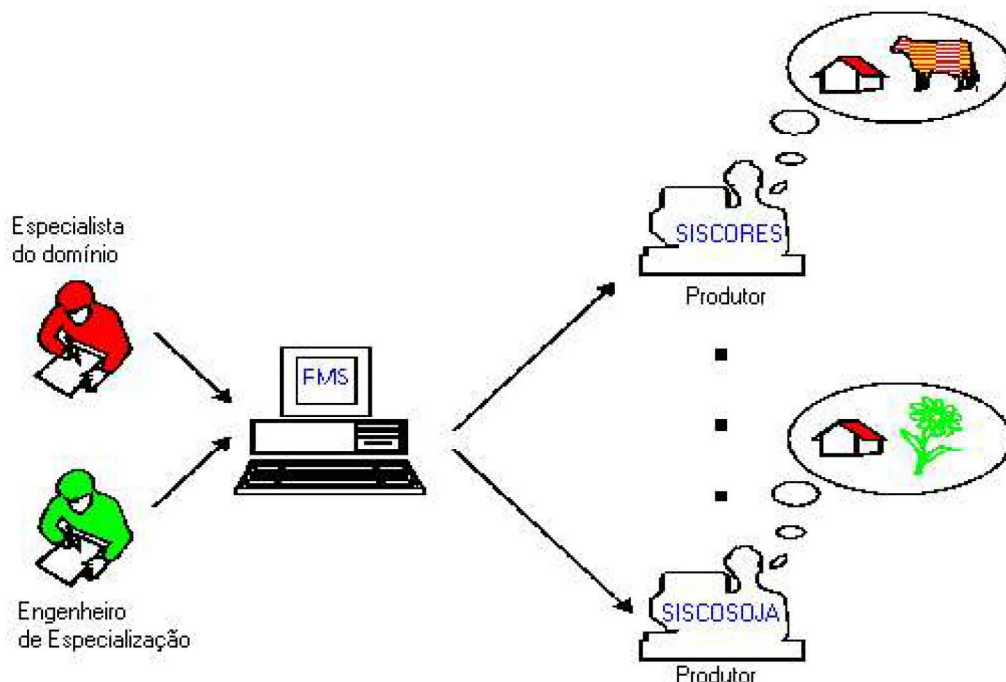 Especialista
do domínio
FMS
Engenheiro
de Especialização
SISCORES
Produtor
SISCOSOJA
Produtor